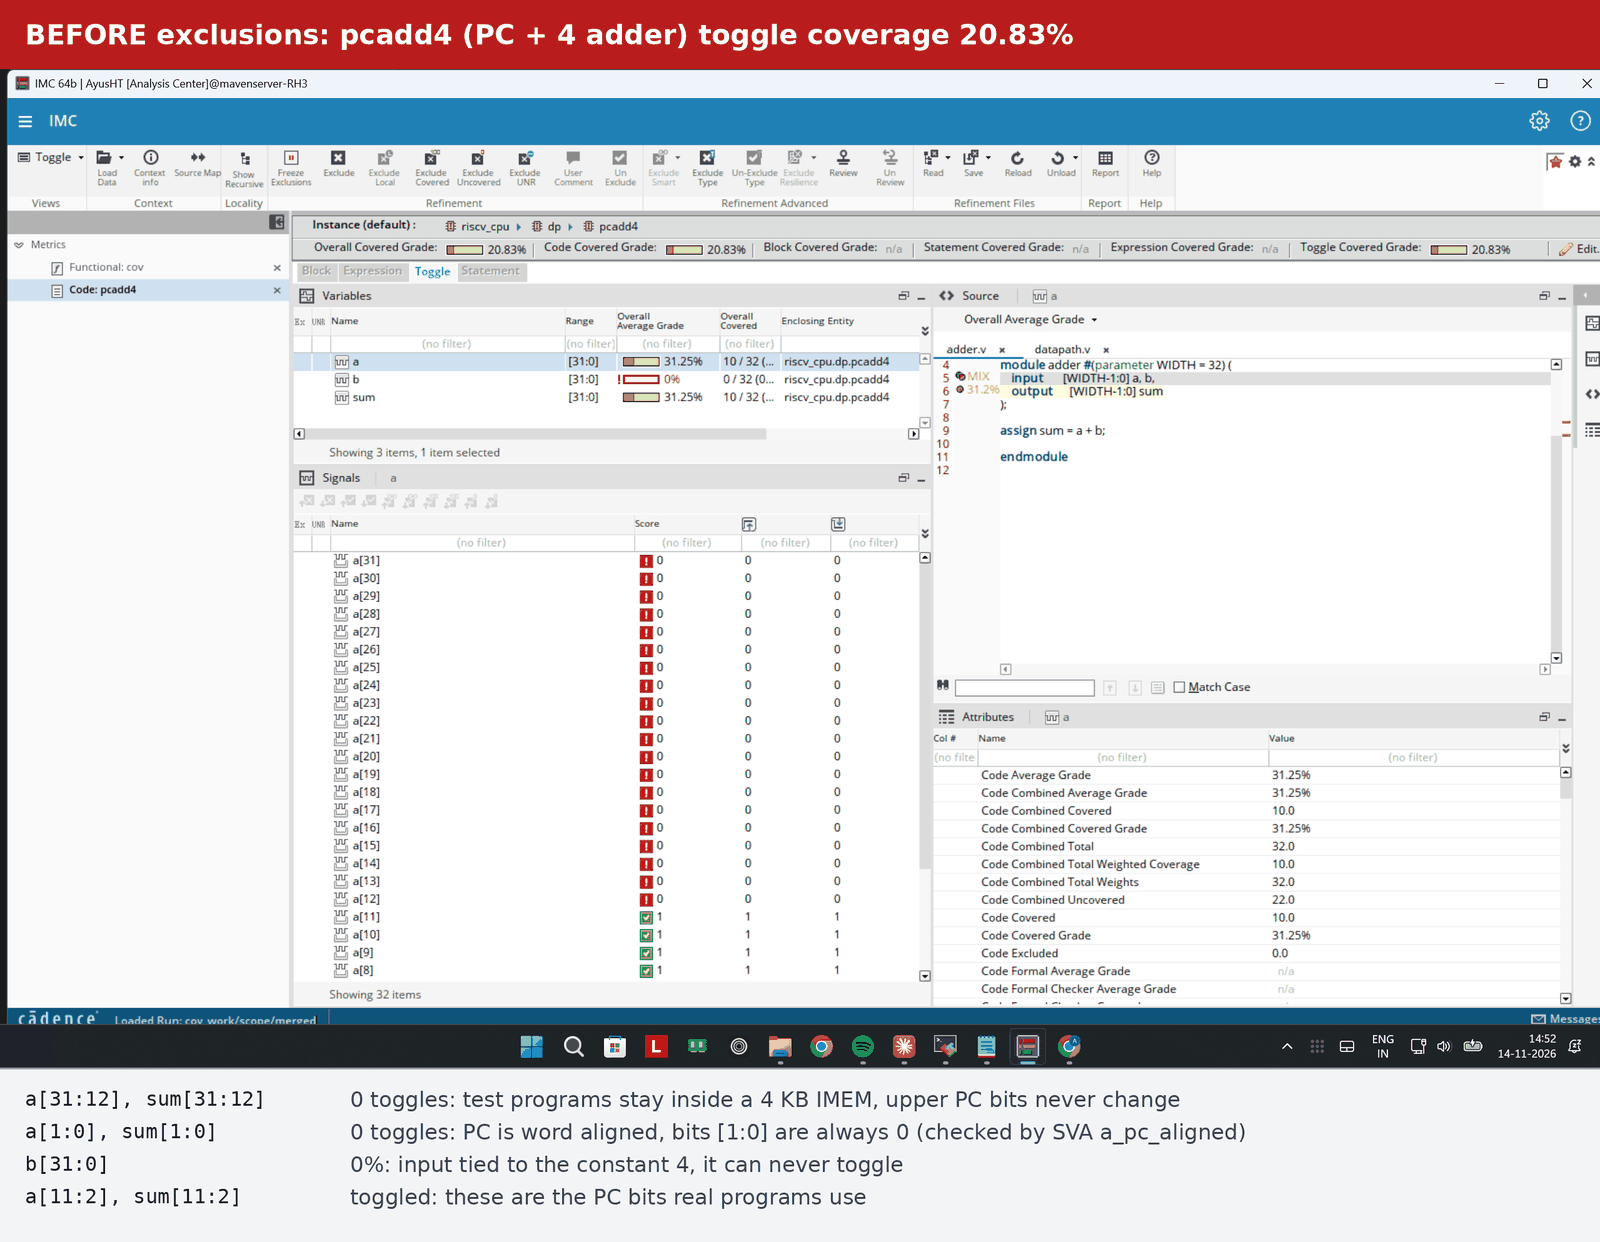 BEFORE exclusions: pcadd4 (PC + 4 adder) toggle coverage 20.83%
IMC 64b | AyusHT [Analysis Center]@mavenserver-RH3
IMC
Toggle
Load Data
Context info
Source Map
Show Recursive
Freeze Exclusions
Exclude
Exclude Local
Exclude Covered
Exclude Uncovered
Exclude UNR
User Comment
Un Exclude
Exclude Smart
Exclude Type
Un-Exclude Type
Exclude Resilience
Review
Un Review
Read
Save
Reload
Unload
Report
Help
Views
Context
Locality
Refinement
Refinement Advanced
Refinement Files
Report
Help
Metrics
Functional: cov
Code: pcadd4
Instance (default) : riscv_cpu dp pcadd4
Overall Covered Grade: 20.83% Code Covered Grade: 20.83% Block Covered Grade: n/a Statement Covered Grade: n/a Expression Covered Grade: n/a Toggle Covered Grade: 20.83% Edit.
Block Expression Toggle Statement
Variables
Ex UNR Name Range Overall Average Grade Overall Covered Enclosing Entity
(no filter) (no filter) (no filter) (no filter) (no filter)
a [31:0] 31.25% 10 / 32 (... riscv_cpu.dp.pcadd4
b [31:0] 0% 0 / 32 (0... riscv_cpu.dp.pcadd4
sum [31:0] 31.25% 10 / 32 (... riscv_cpu.dp.pcadd4
Showing 3 items, 1 item selected
Signals a
Ex UNR Name Score
(no filter) (no filter) (no filter) (no filter)
a[31] 0 0 0
a[30] 0 0 0
a[29] 0 0 0
a[28] 0 0 0
a[27] 0 0 0
a[26] 0 0 0
a[25] 0 0 0
a[24] 0 0 0
a[23] 0 0 0
a[22] 0 0 0
a[21] 0 0 0
a[20] 0 0 0
a[19] 0 0 0
a[18] 0 0 0
a[17] 0 0 0
a[16] 0 0 0
a[15] 0 0 0
a[14] 0 0 0
a[13] 0 0 0
a[12] 0 0 0
a[11] 1 1 1
a[10] 1 1 1
a[9] 1 1 1
a[8] 1 1 1
Showing 32 items
Source a
Overall Average Grade
adder.v datapath.v
4 module adder #(parameter WIDTH = 32) (
5 MIX input [WIDTH-1:0] a, b,
6 31.2% output [WIDTH-1:0] sum
7 );
8
9 assign sum = a + b;
10
11 endmodule
12
Match Case
Attributes a
Col # Name Value
(no filte (no filter) (no filter)
Code Average Grade 31.25%
Code Combined Average Grade 31.25%
Code Combined Covered 10.0
Code Combined Covered Grade 31.25%
Code Combined Total 32.0
Code Combined Total Weighted Coverage 10.0
Code Combined Total Weights 32.0
Code Combined Uncovered 22.0
Code Covered 10.0
Code Covered Grade 31.25%
Code Excluded 0.0
Code Formal Average Grade n/a
Code Formal Checker Average Grade n/a
cādence Loaded Run: cov_work/scope/merged Messages
L
ENG
IN
14:52
14-11-2026
a[31:12], sum[31:12] 0 toggles: test programs stay inside a 4 KB IMEM, upper PC bits never change
a[1:0], sum[1:0] 0 toggles: PC is word aligned, bits [1:0] are always 0 (checked by SVA a_pc_aligned)
b[31:0] 0%: input tied to the constant 4, it can never toggle
a[11:2], sum[11:2] toggled: these are the PC bits real programs use